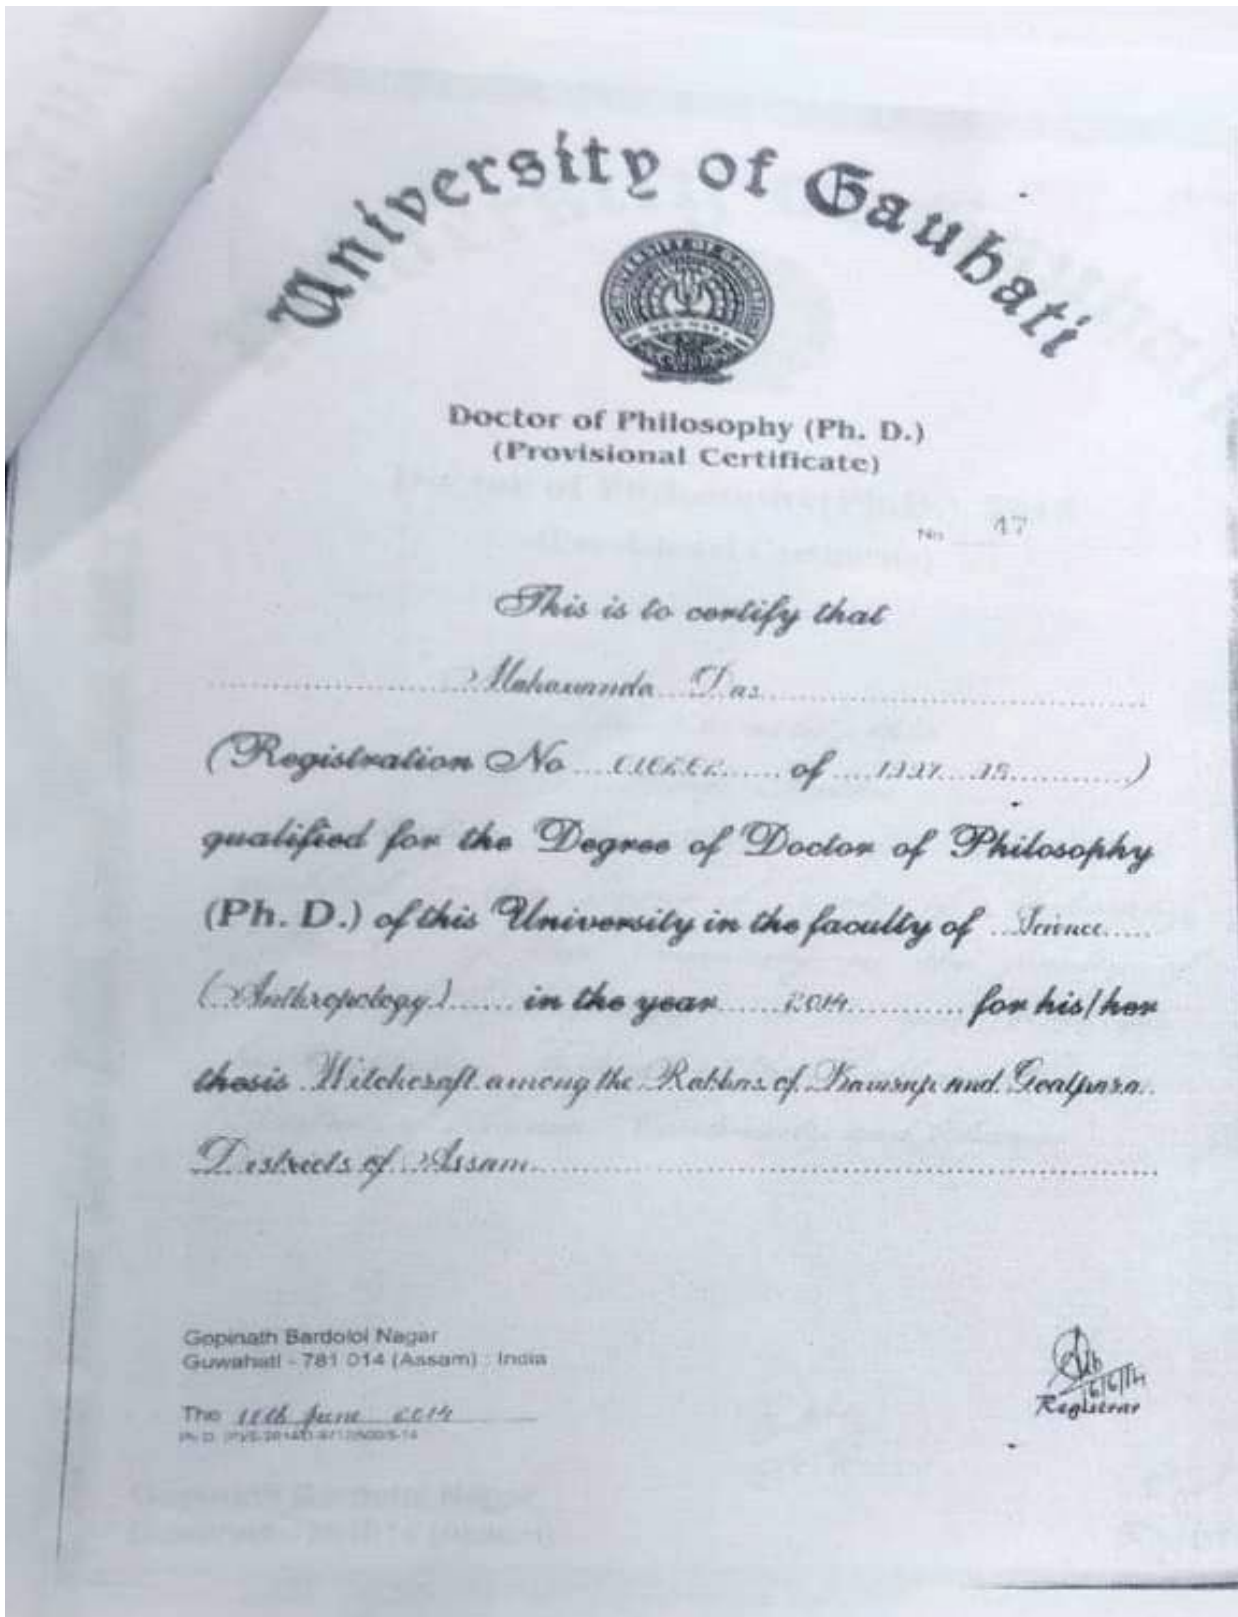 University of Gauhati
Doctor of Philosophy (Ph. D.)
(Provisional Certificate)
No 47
This is to certify that
Das
(Registration No of )
qualified for the Degree of Doctor of Philosophy
(Ph. D.) of this University in the faculty of Science
(Anthropology) in the year 2014 for his/her
thesis Witchcraft among the Rabhas of Kamrup and Goalpara
Districts of Assam
Gopinath Bardoloi Nagar
Guwahati - 781 014 (Assam) : India
The June 2014
Registrar